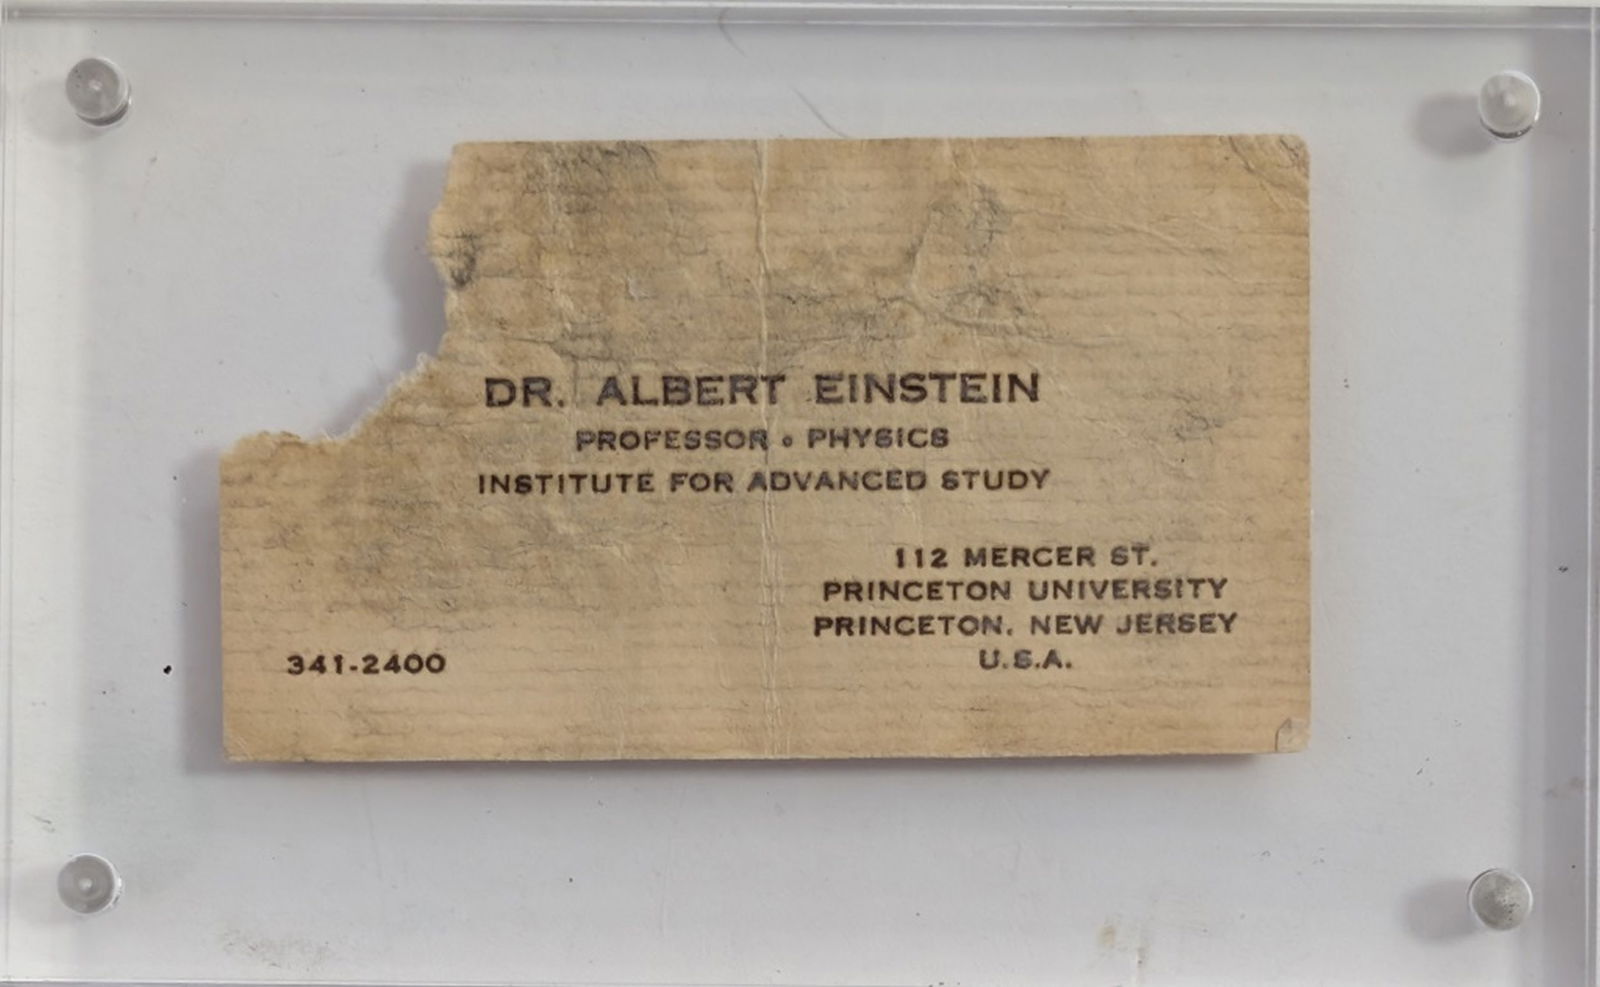 DR. ALBERT EINSTEIN
PROFESSOR • PHYSICS
INSTITUTE FOR ADVANCED STUDY
112 MERCER ST.
PRINCETON UNIVERSITY
PRINCETON, NEW JERSEY
U.S.A.
341-2400